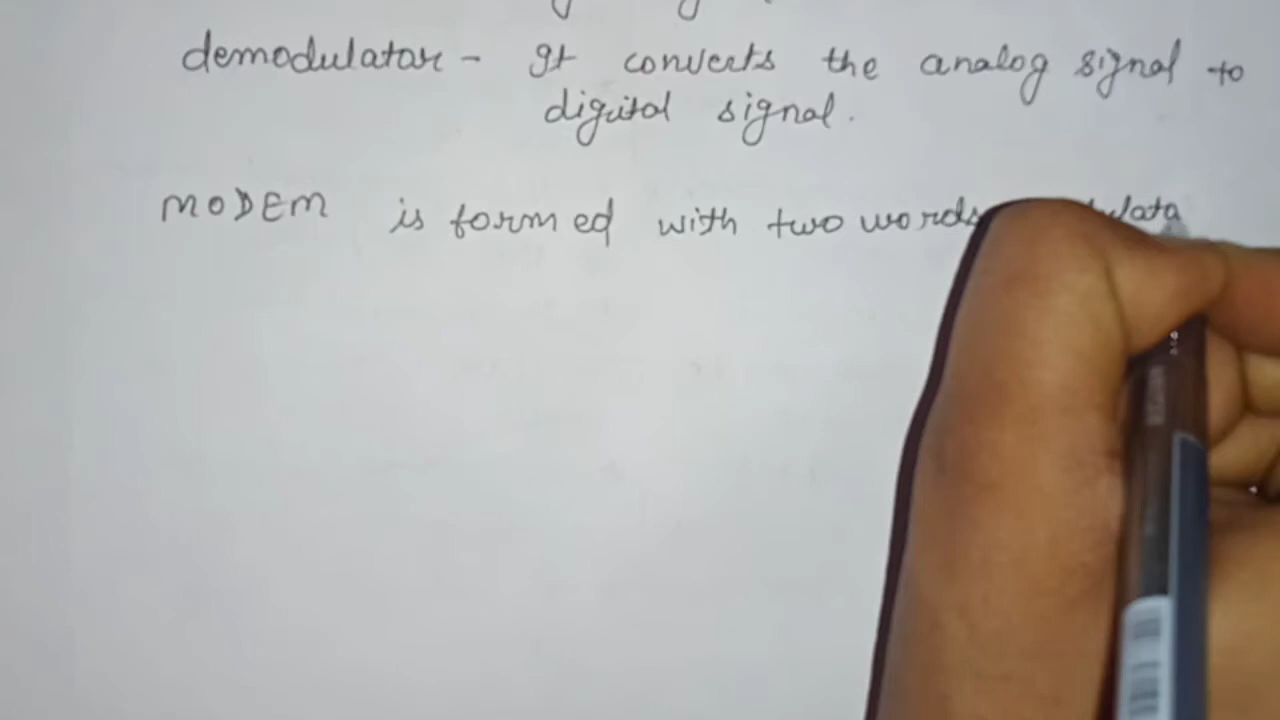 demodulator - It converts the analog signal to
digital signal.
MODEM is formed with two words